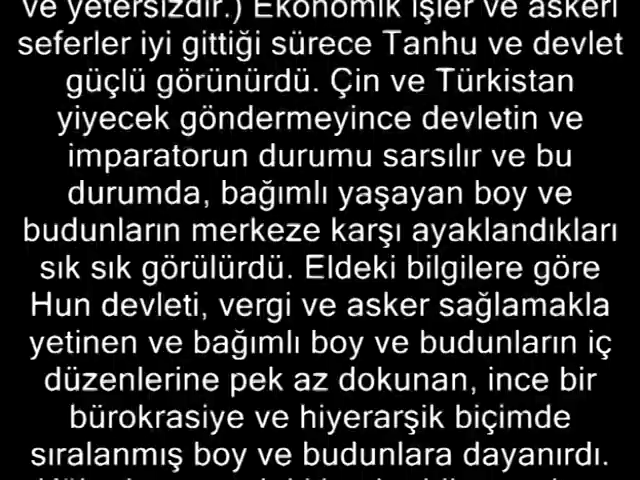 ve yetersizdir.) Ekonomik işler ve askeri
seferler iyi gittiği sürece Tanhu ve devlet
güçlü görünürdü. Çin ve Türkistan
yiyecek göndermeyince devletin ve
imparatorun durumu sarsılır ve bu
durumda, bağımlı yaşayan boy ve
budunların merkeze karşı ayaklandıkları
sık sık görülürdü. Eldeki bilgilere göre
Hun devleti, vergi ve asker sağlamakla
yetinen ve bağımlı boy ve budunların iç
düzenlerine pek az dokunan, ince bir
bürokrasiye ve hiyerarşik biçimde
sıralanmış boy ve budunlara dayanırdı.